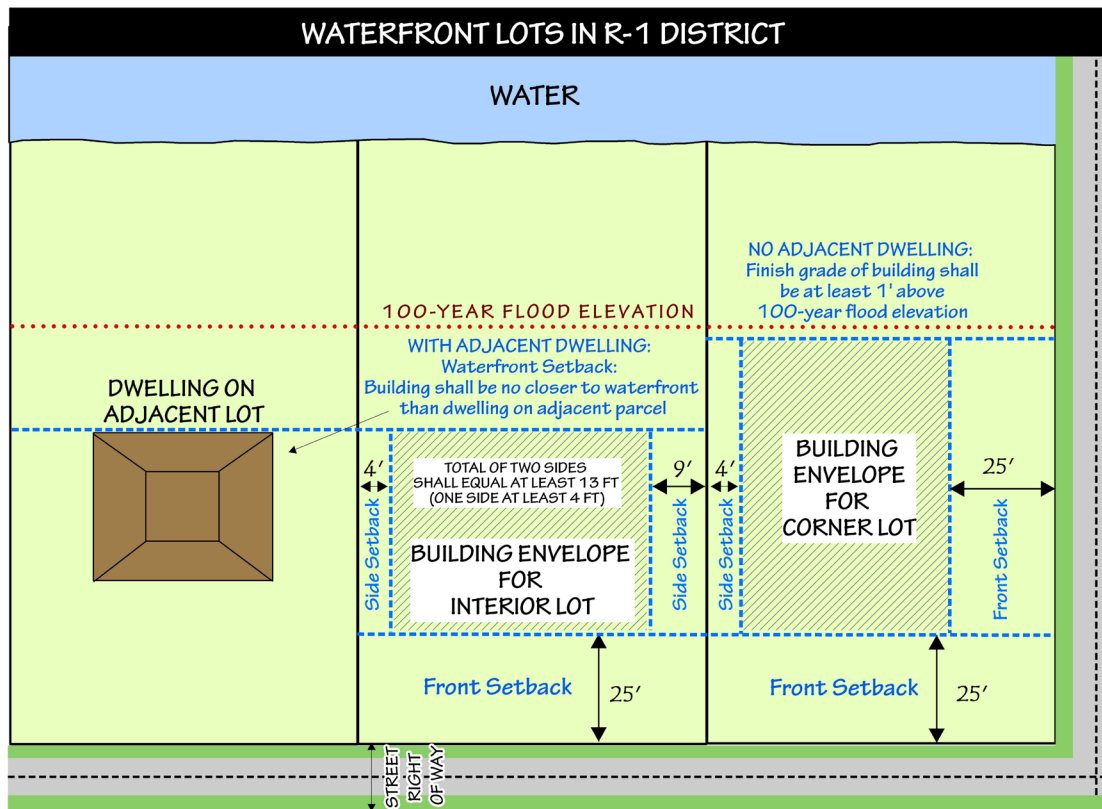 WATERFRONT LOTS IN R-1 DISTRICT
WATER
NO ADJACENT DWELLING:
Finish grade of building shall
be at least 1' above
100-year flood elevation
100-YEAR FLOOD ELEVATION
WITH ADJACENT DWELLING:
Waterfront Setback:
Building shall be no closer to waterfront
than dwelling on adjacent parcel
DWELLING ON
ADJACENT LOT
4'
TOTAL OF TWO SIDES
SHALL EQUAL AT LEAST 13 FT
(ONE SIDE AT LEAST 4 FT)
9'
4'
25'
BUILDING
ENVELOPE
FOR
CORNER LOT
Side Setback
BUILDING ENVELOPE
FOR
INTERIOR LOT
Side Setback
Side Setback
Front Setback
Front Setback
25'
Front Setback
25'
STREET
RIGHT
OF WAY